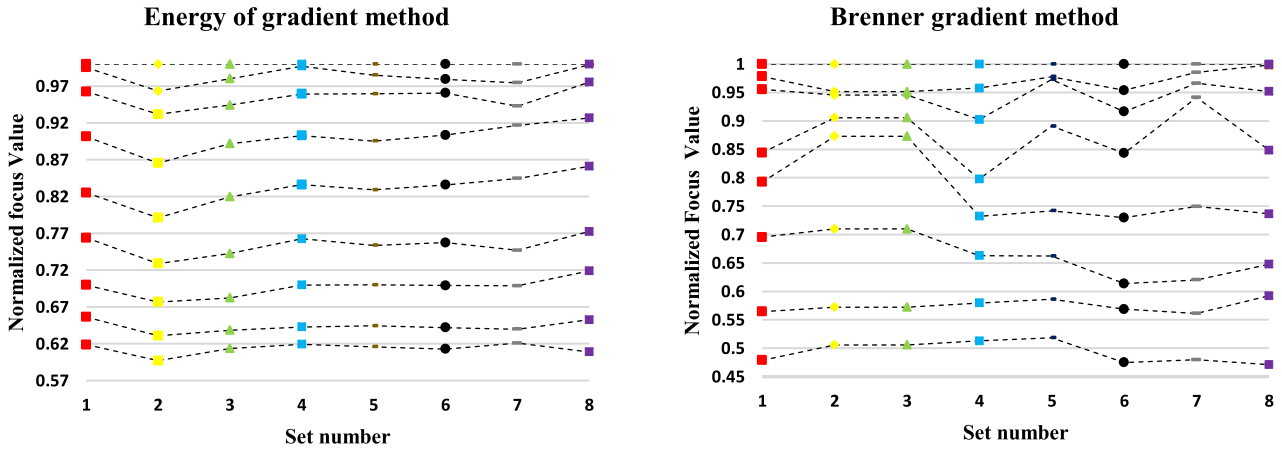 Energy of gradient method
Normalized focus Value
0.97
0.92
0.87
0.82
0.77
0.72
0.67
0.62
0.57
1 2 3 4 5 6 7 8
Set number
Brenner gradient method
Normalized Focus Value
1
0.95
0.9
0.85
0.8
0.75
0.7
0.65
0.6
0.55
0.5
0.45
1 2 3 4 5 6 7 8
Set number